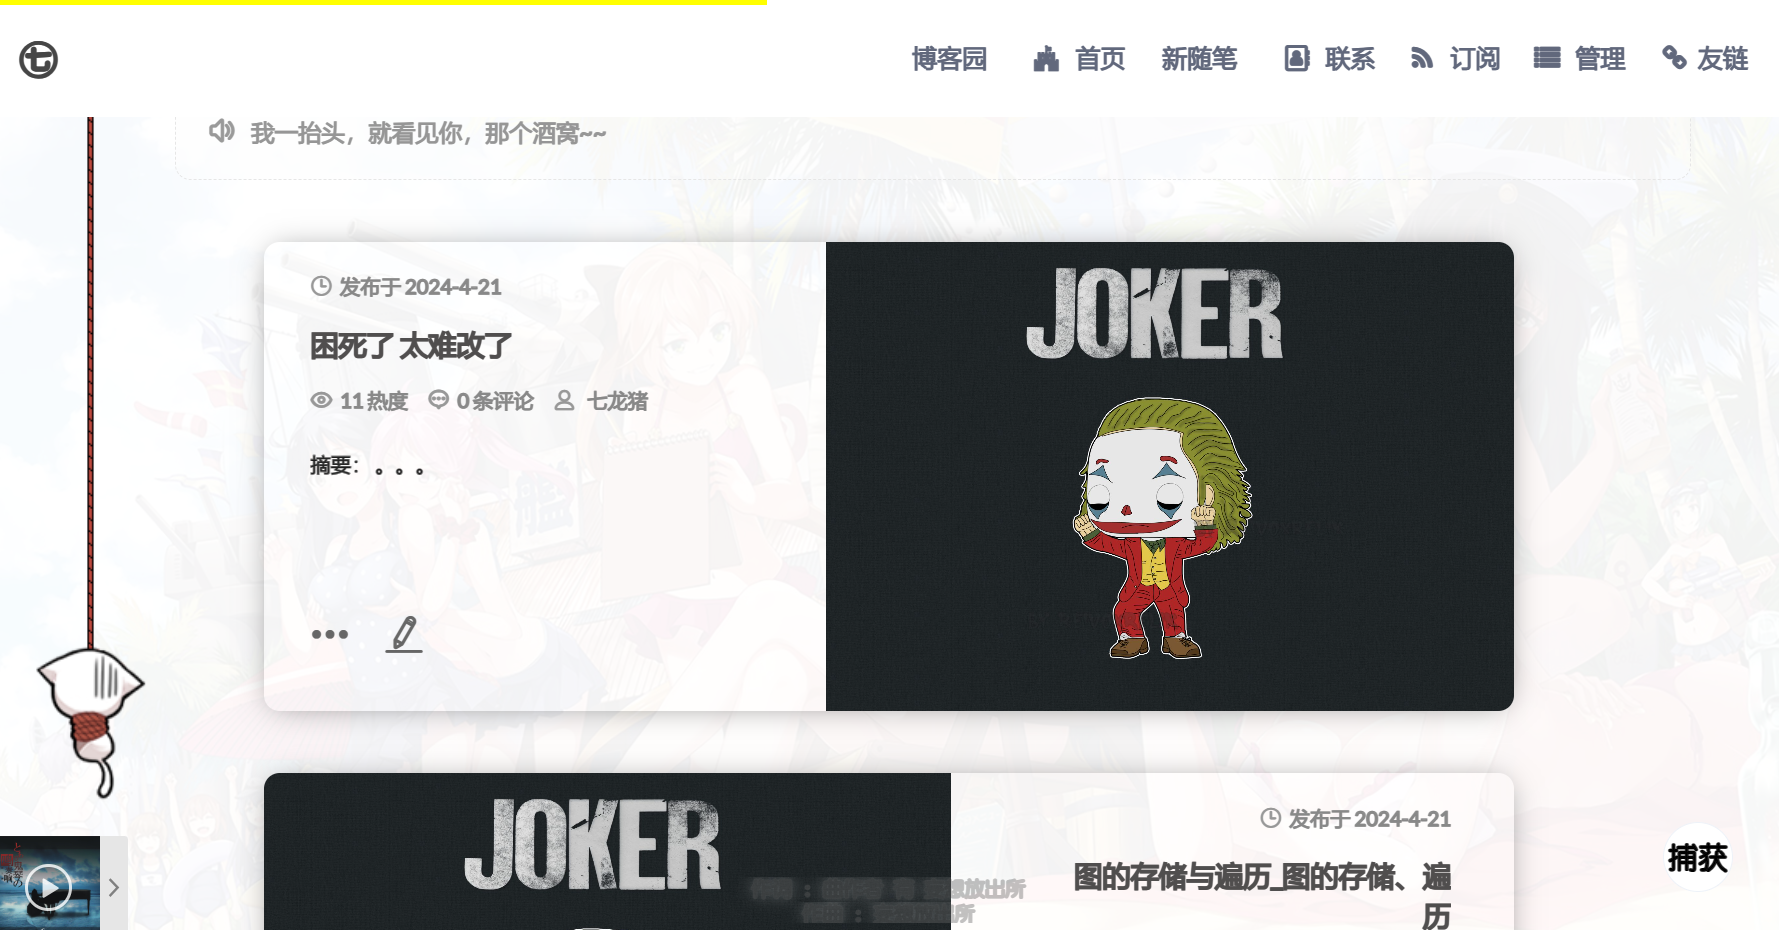 博客园 首页 新随笔 联系 订阅 管理 友链
我一抬头，就看见你，那个酒窝~~
发布于 2024-4-21
困死了 太难改了
11 热度 0 条评论 七龙猪
摘要：。。。
JOKER
JOKER
发布于 2024-4-21
图的存储与遍历_图的存储、遍
历
捕获